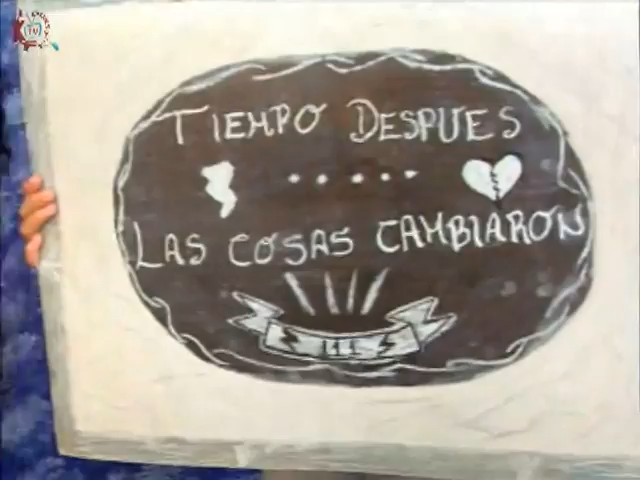 TIEMPO DESPUES
.....
LAS COSAS CAMBIARON